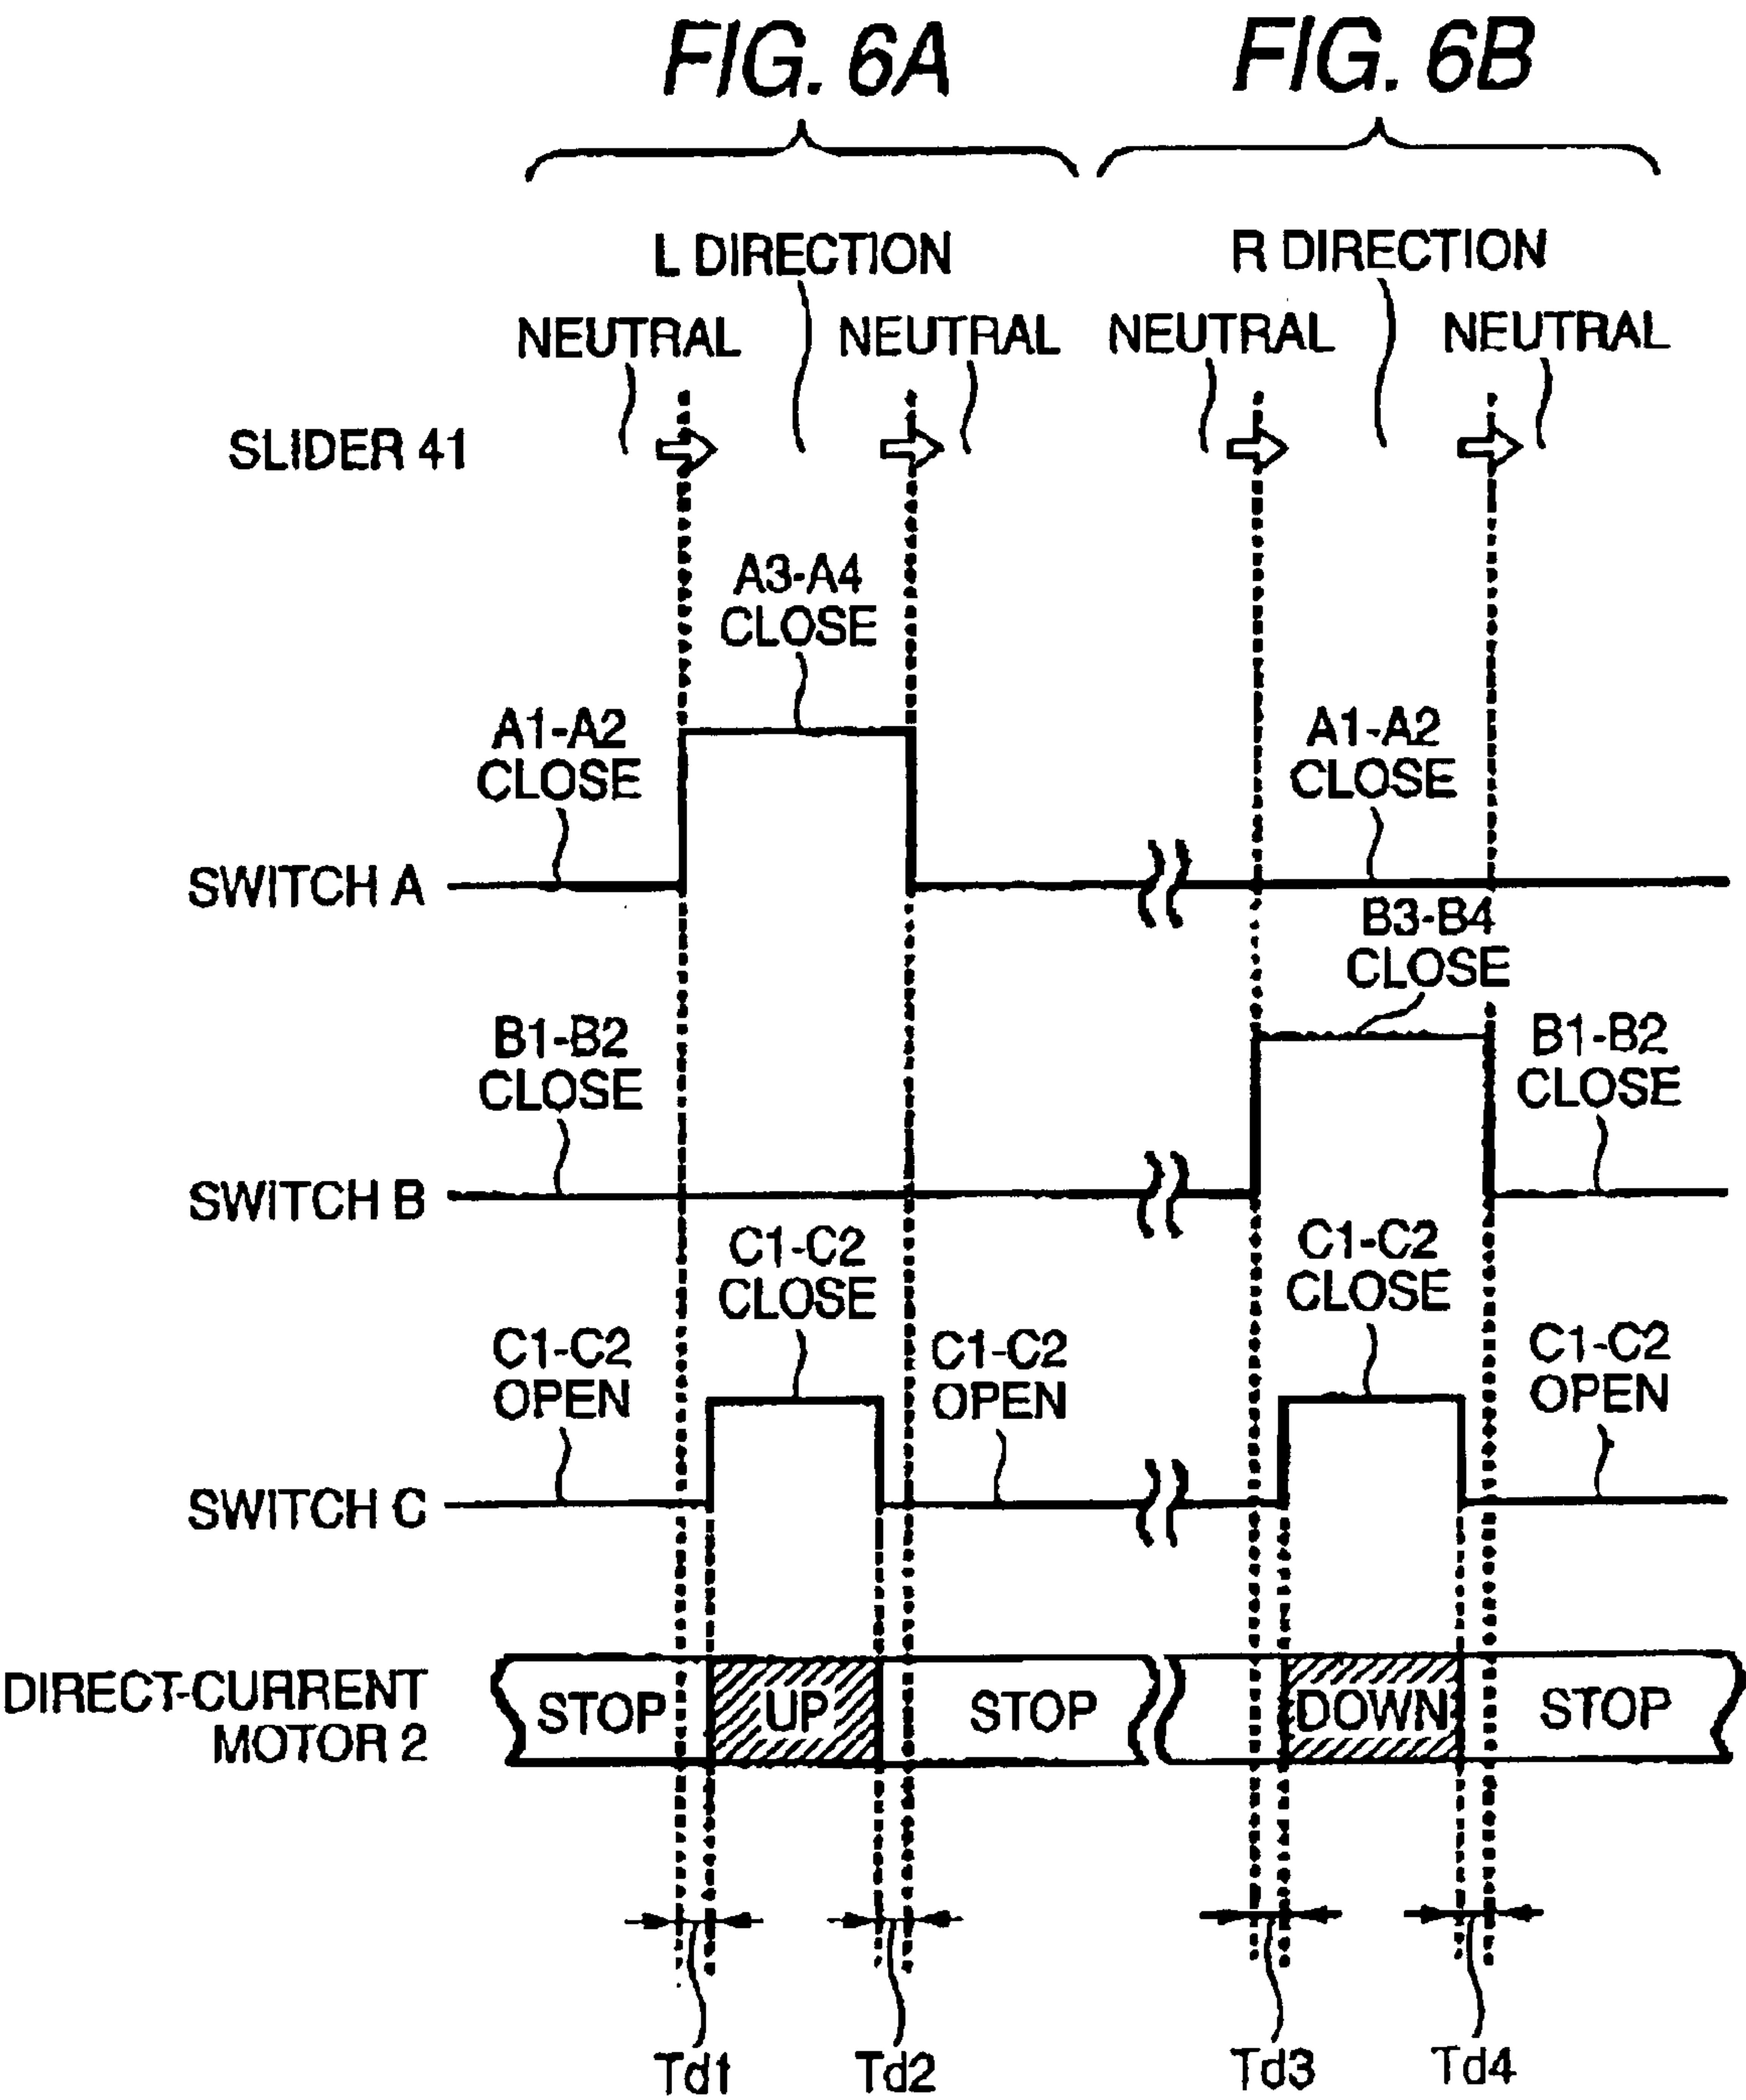 FIG. 6A
FIG. 6B
L DIRECTION
R DIRECTION
NEUTRAL
NEUTRAL
NEUTRAL
NEUTRAL
SLIDER 41
A3-A4
CLOSE
A1-A2
CLOSE
A1-A2
CLOSE
SWITCH A
B3-B4
CLOSE
B1-B2
CLOSE
B1-B2
CLOSE
SWITCH B
C1-C2
CLOSE
C1-C2
CLOSE
C1-C2
OPEN
C1-C2
OPEN
C1-C2
OPEN
SWITCH C
DIRECT-CURRENT
MOTOR 2
STOP
UP
STOP
DOWN
STOP
Td1
Td2
Td3
Td4